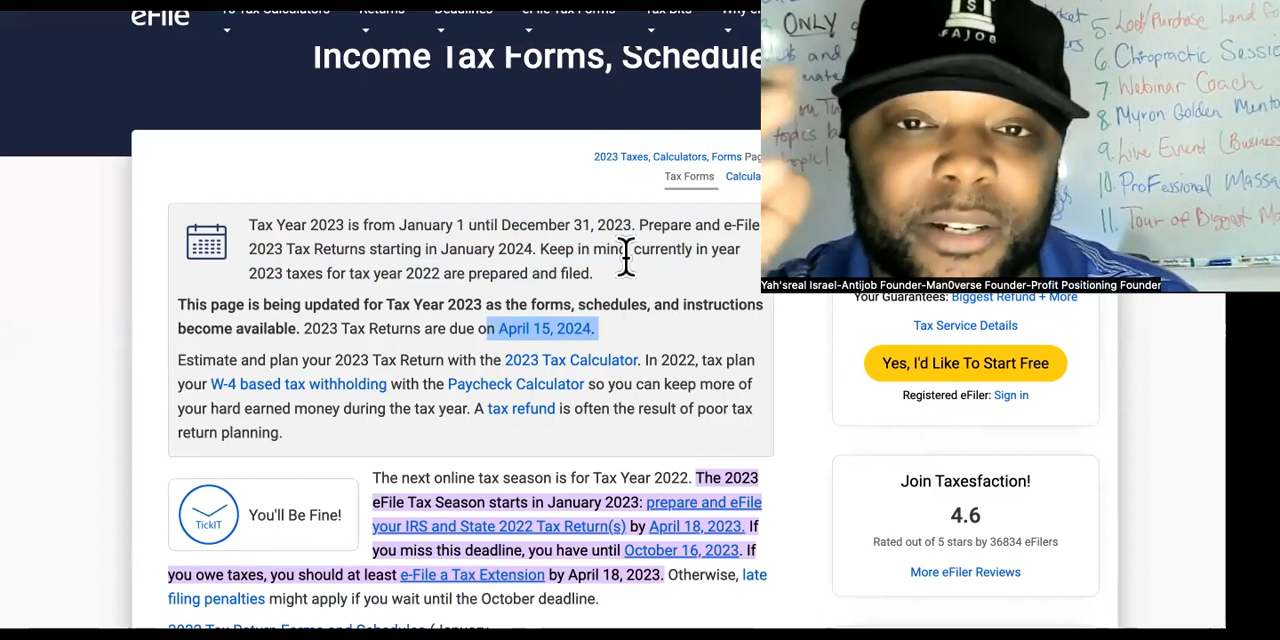 eFile
Returns
Deadlines
eFile Tax Forms
Tax Bits
Income Tax Forms, Schedule
2023 Taxes, Calculators, Forms
Tax Forms
Tax Year 2023 is from January 1 until December 31, 2023. Prepare and e-File
2023 Tax Returns starting in January 2024. Keep in mind currently in year
2023 taxes for tax year 2022 are prepared and filed.
This page is being updated for Tax Year 2023 as the forms, schedules, and instructions
become available. 2023 Tax Returns are due on April 15, 2024.
Estimate and plan your 2023 Tax Return with the 2023 Tax Calculator. In 2022, tax plan
your W-4 based tax withholding with the Paycheck Calculator so you can keep more of
your hard earned money during the tax year. A tax refund is often the result of poor tax
return planning.
TickIT
You'll Be Fine!
The next online tax season is for Tax Year 2022. The 2023
eFile Tax Season starts in January 2023: prepare and eFile
your IRS and State 2022 Tax Return(s) by April 18, 2023. If
you miss this deadline, you have until October 16, 2023. If
you owe taxes, you should at least e-File a Tax Extension by April 18, 2023. Otherwise, late
filing penalties might apply if you wait until the October deadline.
ONLY
and
topics
topic!
FAJOB
5. Look/Purchase Land
6. Chiropractic Sessi
7. Webinar Coach
8. Myron Golden Mento
9. Live Event (Business
10. Professional Massa
11. Tour of Biggest
Yah'sreal Israel-Antijob Founder-Man0verse Founder-Profit Positioning Founder
Your Guarantees: Biggest Refund + More
Tax Service Details
Yes, I'd Like To Start Free
Registered eFiler: Sign in
Join Taxesfaction!
4.6
Rated out of 5 stars by 36834 eFilers
More eFiler Reviews